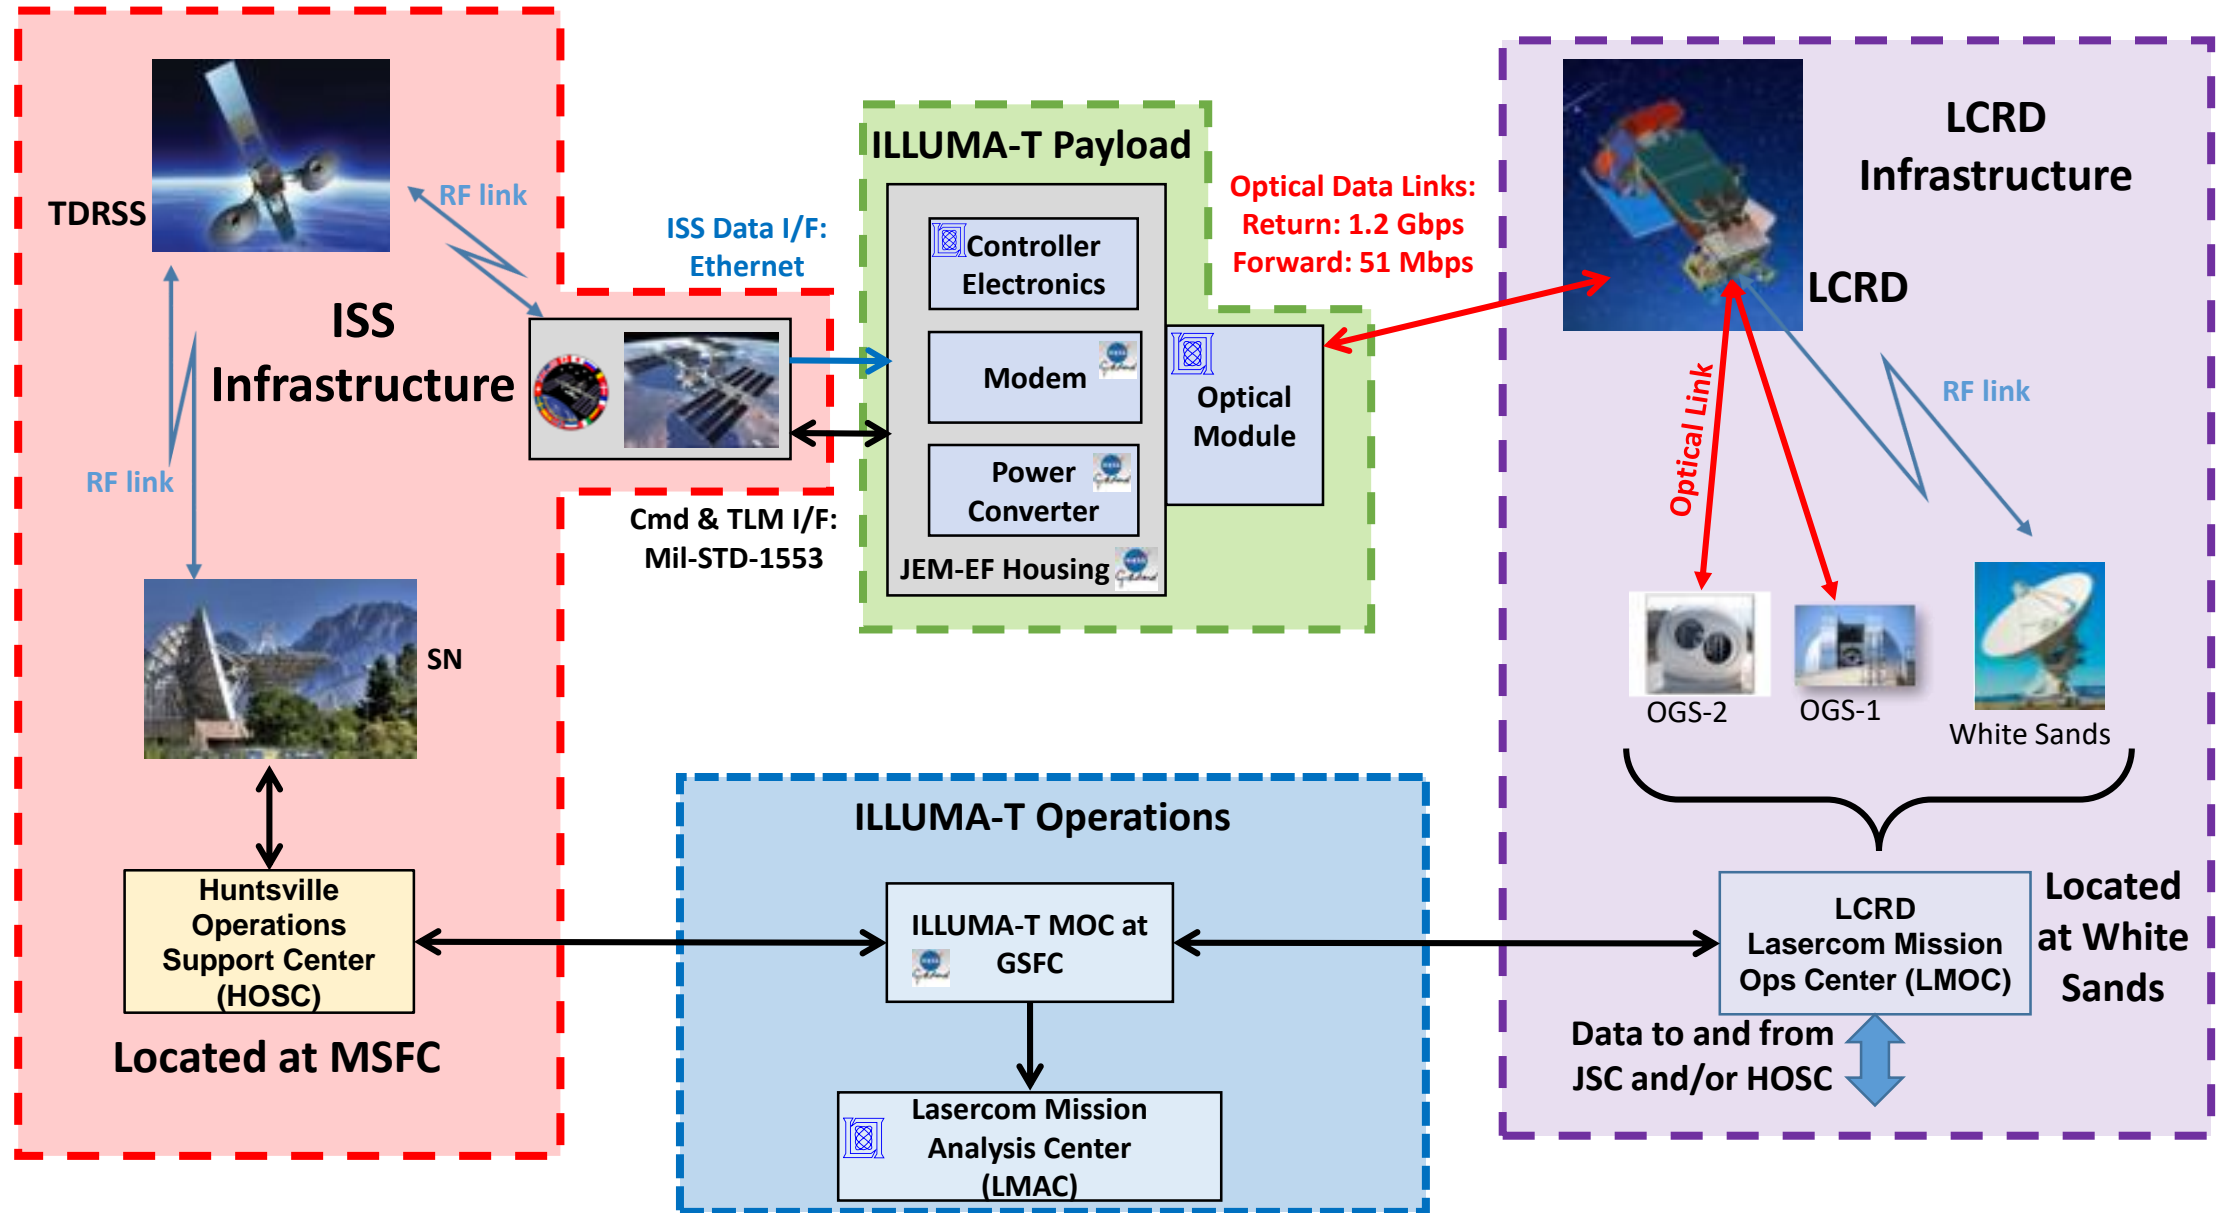 TDRSS
RF link
ISS
Infrastructure
RF link
SN
Huntsville
Operations
Support Center
(HOSC)
Located at MSFC
ISS Data I/F:
Ethernet
Cmd & TLM I/F:
Mil-STD-1553
ILLUMA-T Payload
Controller
Electronics
Modem
Power
Converter
JEM-EF Housing
Optical
Module
Optical Data Links:
Return: 1.2 Gbps
Forward: 51 Mbps
LCRD
Infrastructure
LCRD
Optical Link
RF link
OGS-2
OGS-1
White Sands
LCRD
Lasercom Mission
Ops Center (LMOC)
Located
at White
Sands
Data to and from
JSC and/or HOSC
ILLUMA-T Operations
ILLUMA-T MOC at
GSFC
Lasercom Mission
Analysis Center
(LMAC)